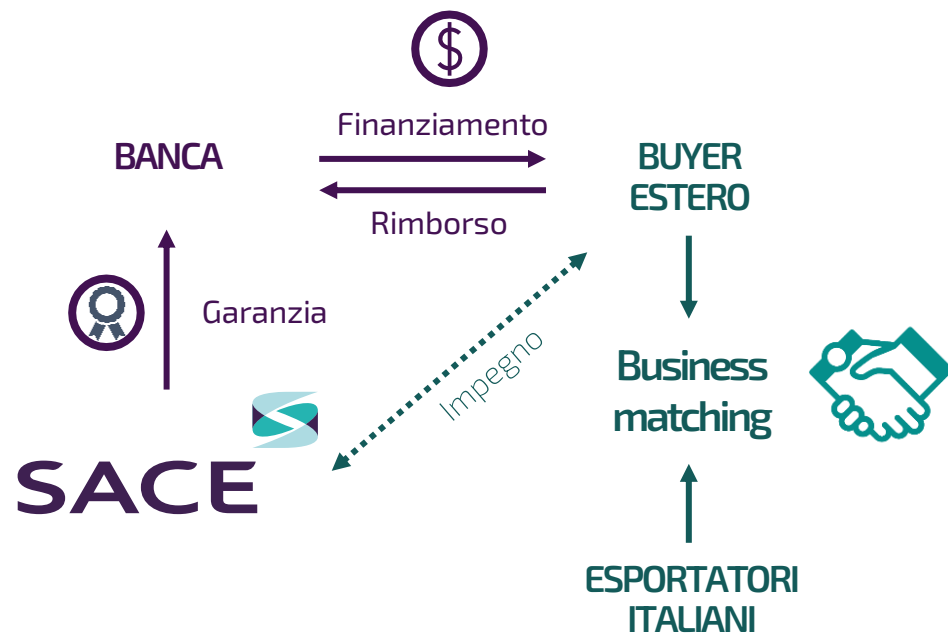 $
Finanziamento
BANCA
BUYER
ESTERO
Rimborso
Garanzia
Impegno
Business
matching
SACE
ESPORTATORI
ITALIANI